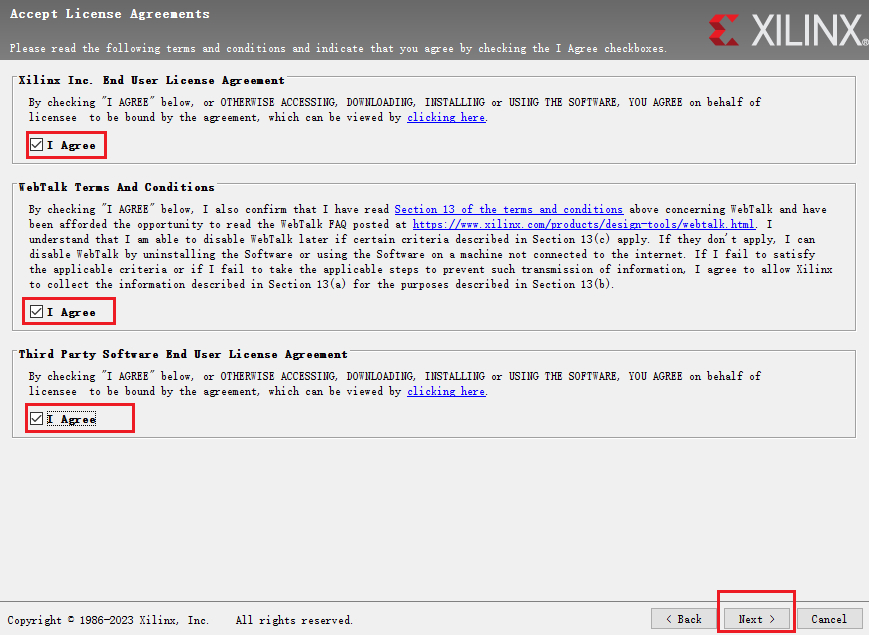 Accept License Agreements
XILINX®
Please read the following terms and conditions and indicate that you agree by checking the I Agree checkboxes.
Xilinx Inc. End User License Agreement
By checking "I AGREE" below, or OTHERWISE ACCESSING, DOWNLOADING, INSTALLING or USING THE SOFTWARE, YOU AGREE on behalf of
licensee to be bound by the agreement, which can be viewed by clicking here.
I Agree
WebTalk Terms And Conditions
By checking "I AGREE" below, I also confirm that I have read Section 13 of the terms and conditions above concerning WebTalk and have
been afforded the opportunity to read the WebTalk FAQ posted at https://www.xilinx.com/products/design-tools/webtalk.html. I
understand that I am able to disable WebTalk later if certain criteria described in Section 13(c) apply. If they don't apply, I can
disable WebTalk by uninstalling the Software or using the Software on a machine not connected to the internet. If I fail to satisfy
the applicable criteria or if I fail to take the applicable steps to prevent such transmission of information, I agree to allow Xilinx
to collect the information described in Section 13(a) for the purposes described in Section 13(b).
I Agree
Third Party Software End User License Agreement
By checking "I AGREE" below, or OTHERWISE ACCESSING, DOWNLOADING, INSTALLING or USING THE SOFTWARE, YOU AGREE on behalf of
licensee to be bound by the agreement, which can be viewed by clicking here.
I Agree
Copyright © 1986-2023 Xilinx, Inc. All rights reserved.
< Back Next > Cancel